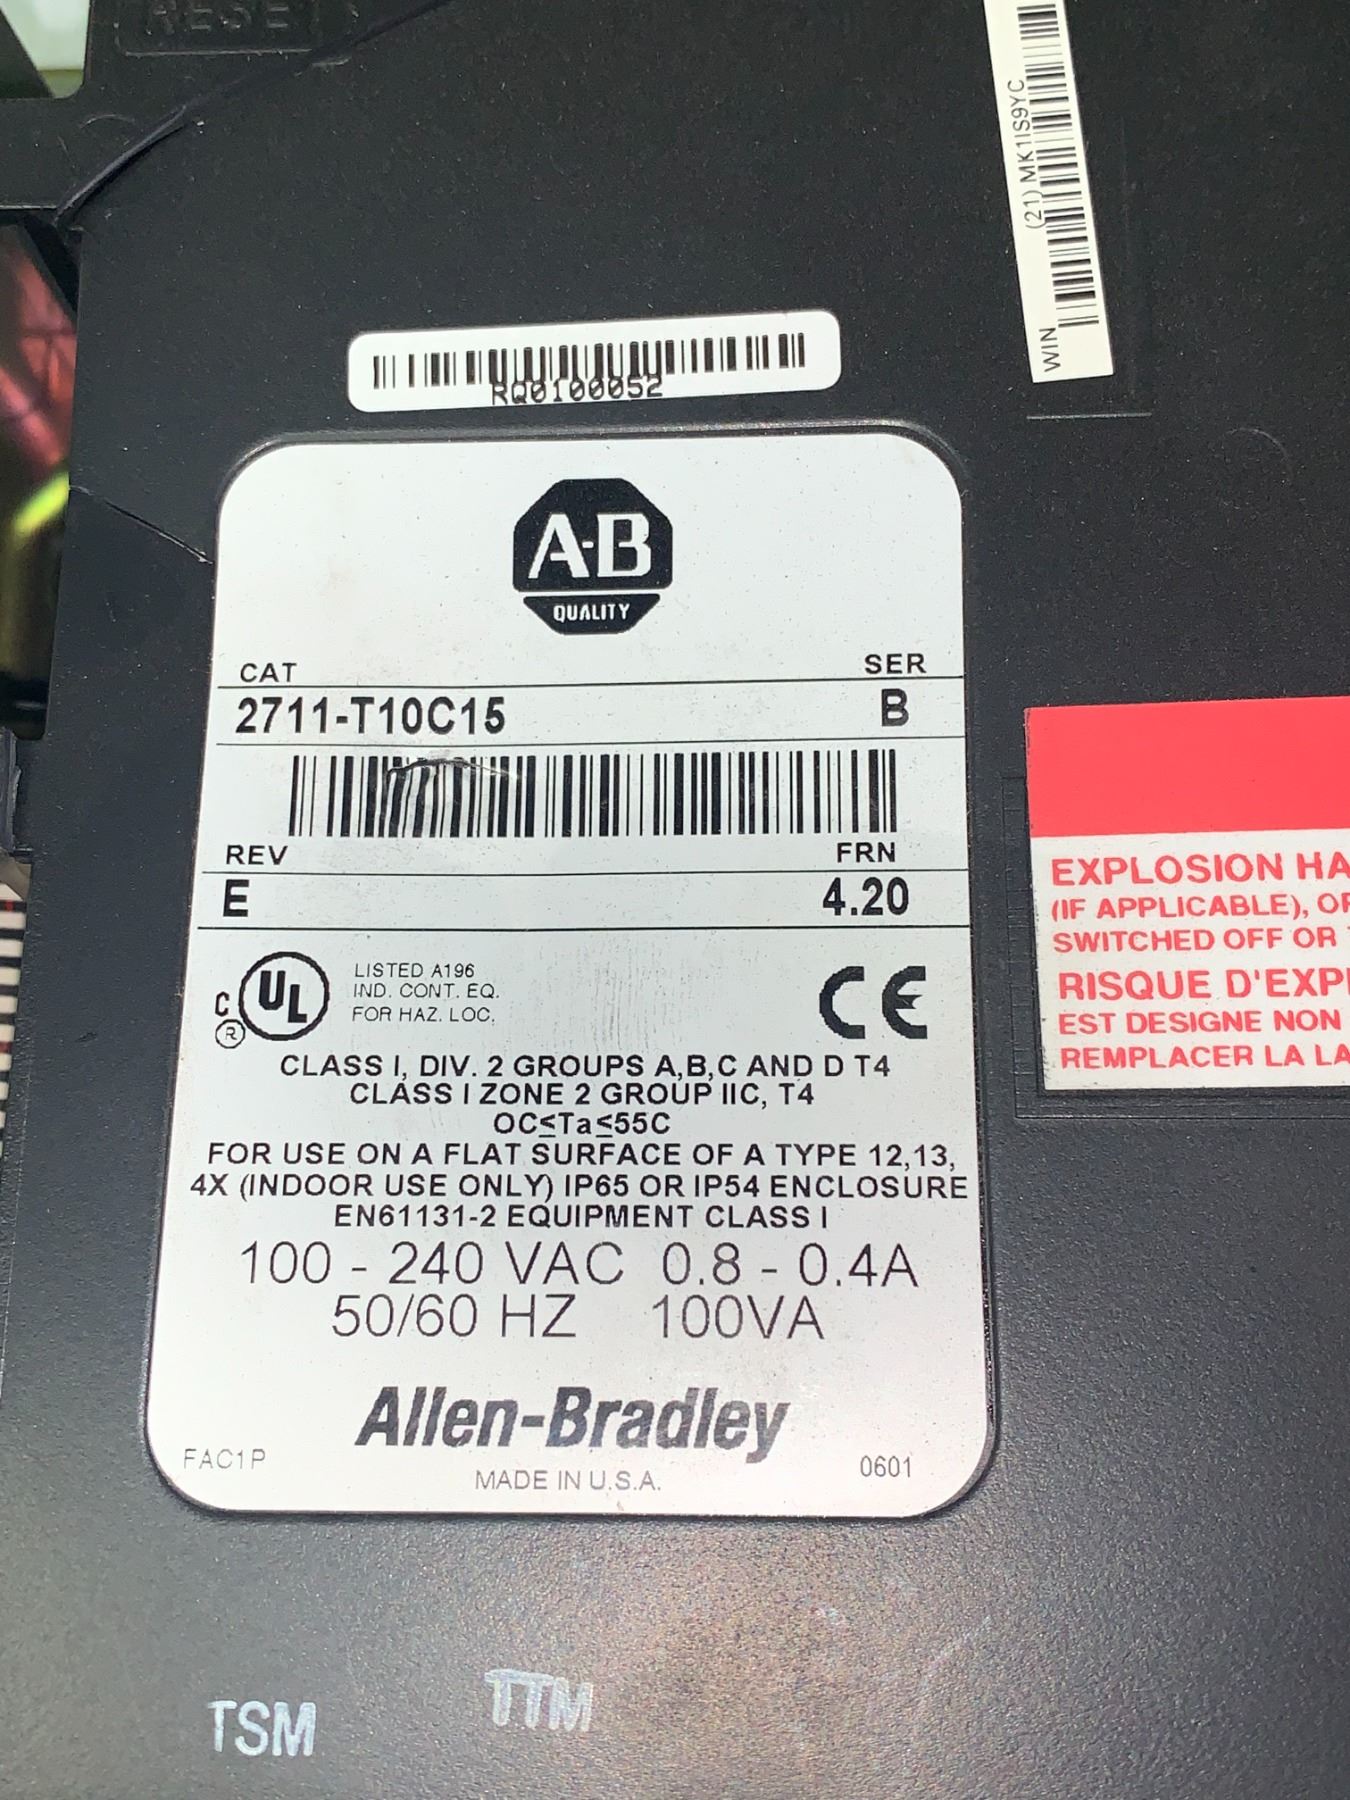 RESET
(21) MK1IS9YC
WIN
RQ0100052
A-B
QUALITY
CAT SER
2711-T10C15 B
REV FRN
E 4.20
C UL ®
LISTED A196
IND. CONT. EQ.
FOR HAZ. LOC.
CE
CLASS I, DIV. 2 GROUPS A,B,C AND D T4
CLASS I ZONE 2 GROUP IIC, T4
OC≤Ta≤55C
FOR USE ON A FLAT SURFACE OF A TYPE 12,13,
4X (INDOOR USE ONLY) IP65 OR IP54 ENCLOSURE
EN61131-2 EQUIPMENT CLASS I
100 - 240 VAC 0.8 - 0.4A
50/60 HZ 100VA
Allen-Bradley
FAC1P MADE IN U.S.A. 0601
EXPLOSION HA
(IF APPLICABLE), OR
SWITCHED OFF OR
RISQUE D'EXP
EST DESIGNE NON
REMPLACER LA LA
TSM TTM